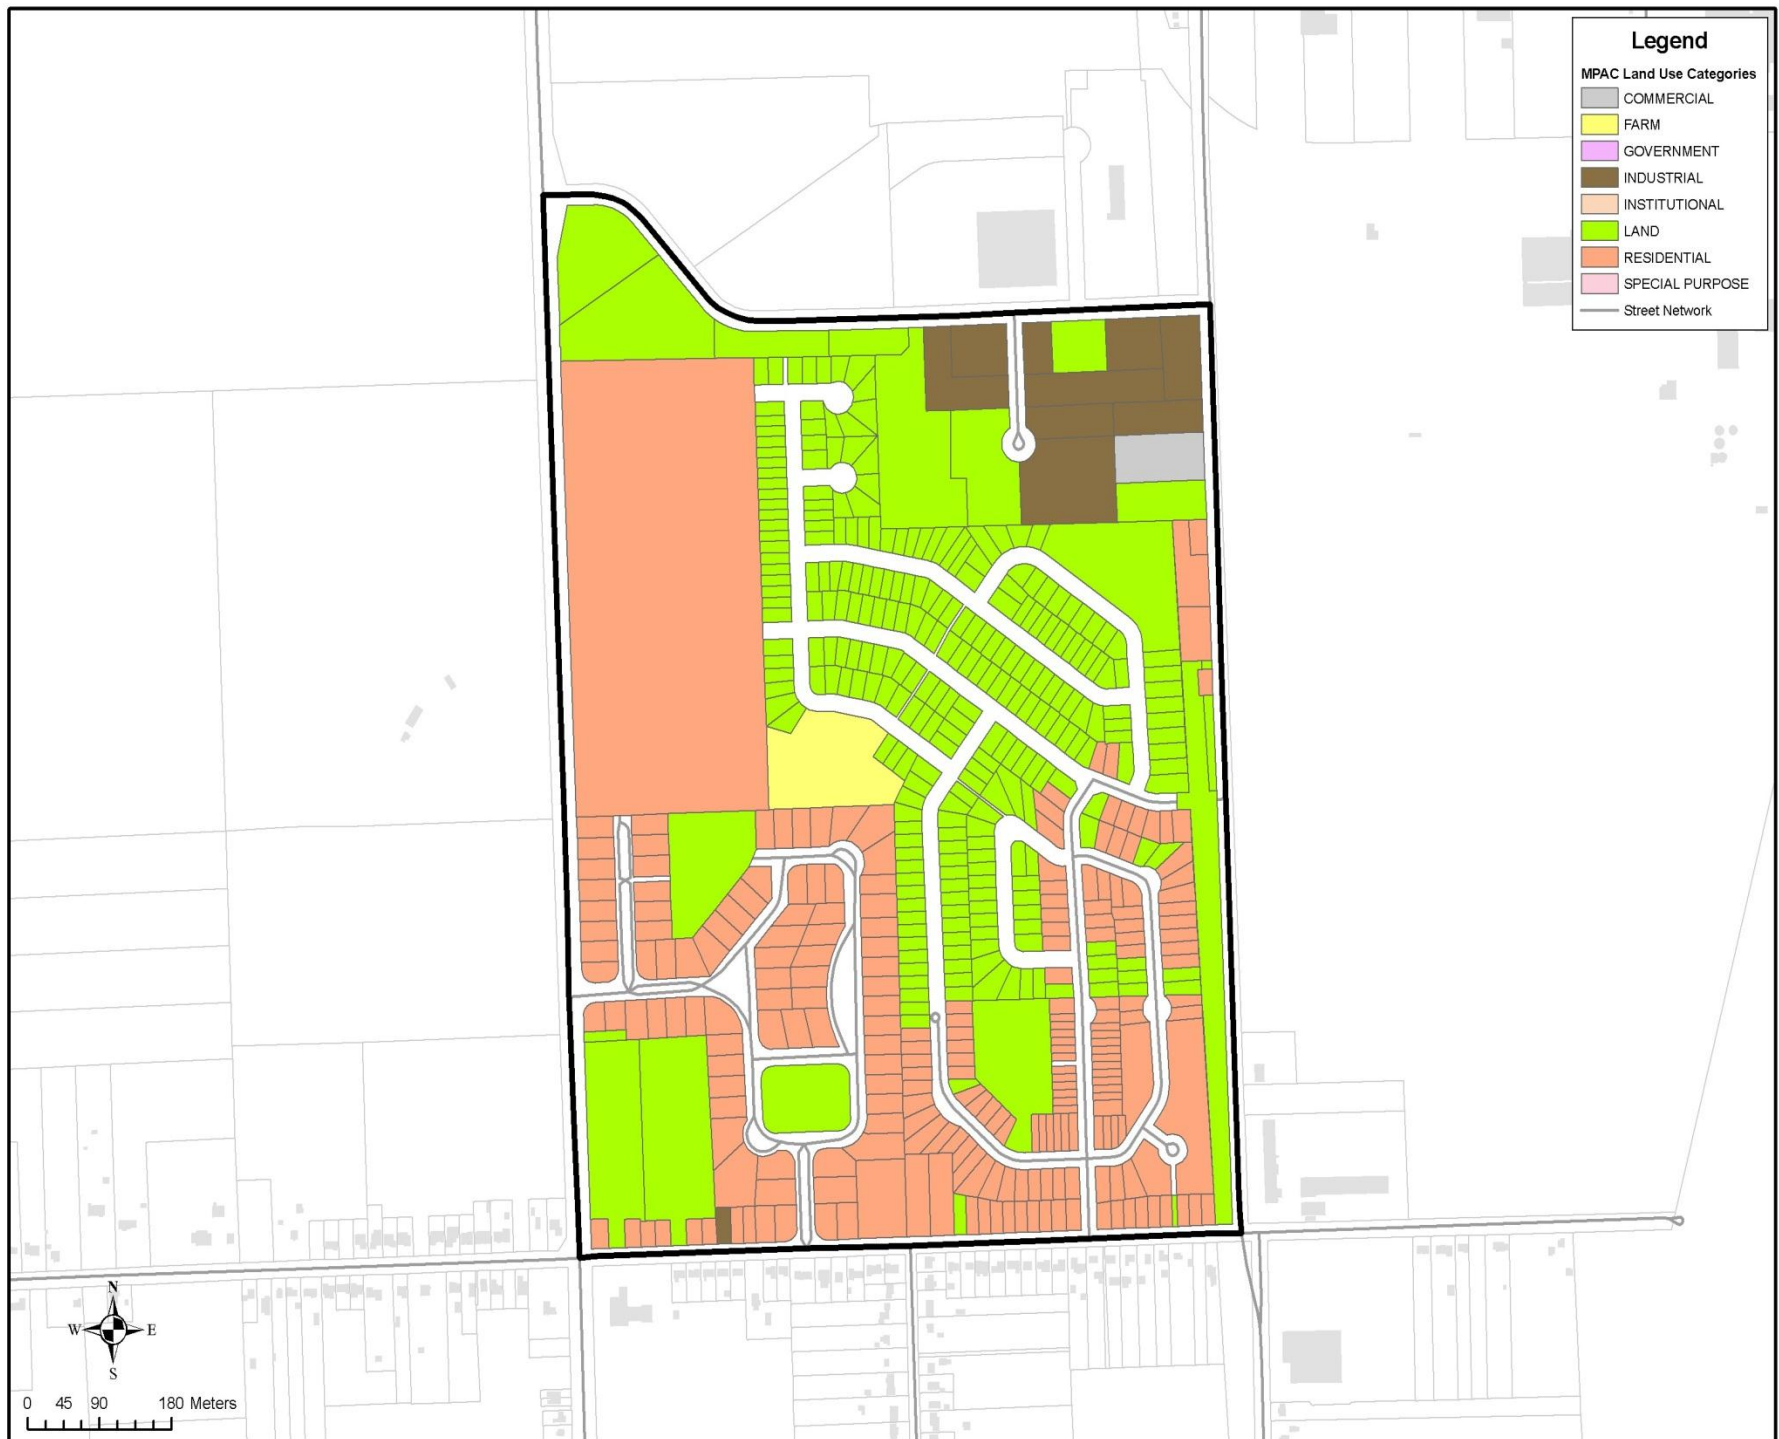 Legend
MPAC Land Use Categories
COMMERCIAL
FARM
GOVERNMENT
INDUSTRIAL
INSTITUTIONAL
LAND
RESIDENTIAL
SPECIAL PURPOSE
Street Network
N
W E
S
0 45 90 180 Meters